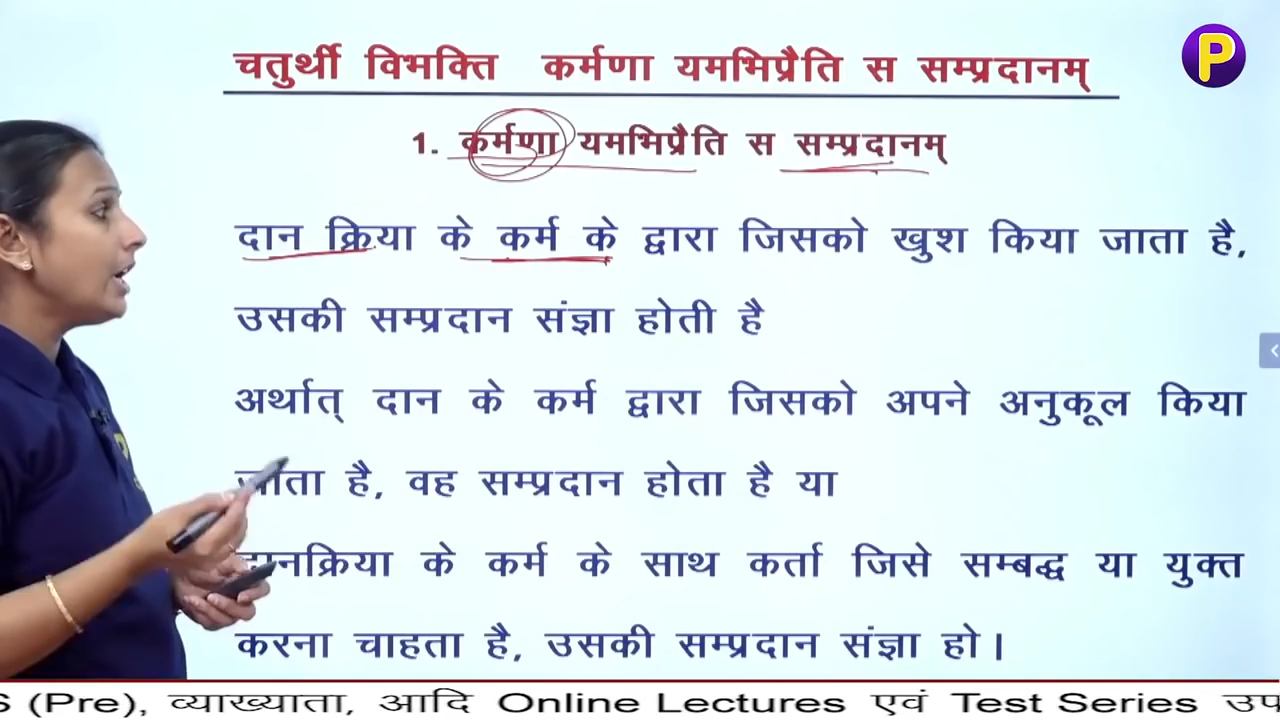 चतुर्थी विभक्ति कर्मणा यमभिप्रैति स सम्प्रदानम्
P
1. कर्मणा यमभिप्रैति स सम्प्रदानम्
दान क्रिया के कर्म के द्वारा जिसको खुश किया जाता है,
उसकी सम्प्रदान संज्ञा होती है
अर्थात् दान के कर्म द्वारा जिसको अपने अनुकूल किया
जाता है, वह सम्प्रदान होता है या
दानक्रिया के कर्म के साथ कर्ता जिसे सम्बद्ध या युक्त
करना चाहता है, उसकी सम्प्रदान संज्ञा हो।
S (Pre), व्याख्याता, आदि Online Lectures एवं Test Series उप